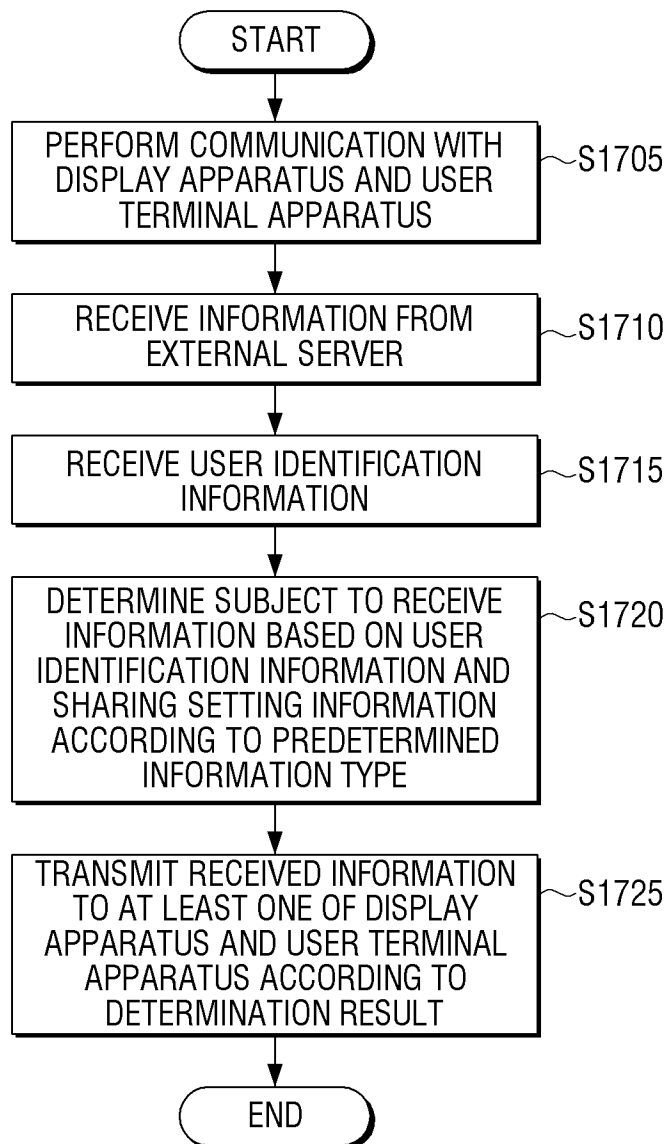 START
PERFORM COMMUNICATION WITH
DISPLAY APPARATUS AND USER
TERMINAL APPARATUS
S1705
RECEIVE INFORMATION FROM
EXTERNAL SERVER
S1710
RECEIVE USER IDENTIFICATION
INFORMATION
S1715
DETERMINE SUBJECT TO RECEIVE
INFORMATION BASED ON USER
IDENTIFICATION INFORMATION AND
SHARING SETTING INFORMATION
ACCORDING TO PREDETERMINED
INFORMATION TYPE
S1720
TRANSMIT RECEIVED INFORMATION
TO AT LEAST ONE OF DISPLAY
APPARATUS AND USER TERMINAL
APPARATUS ACCORDING TO
DETERMINATION RESULT
S1725
END